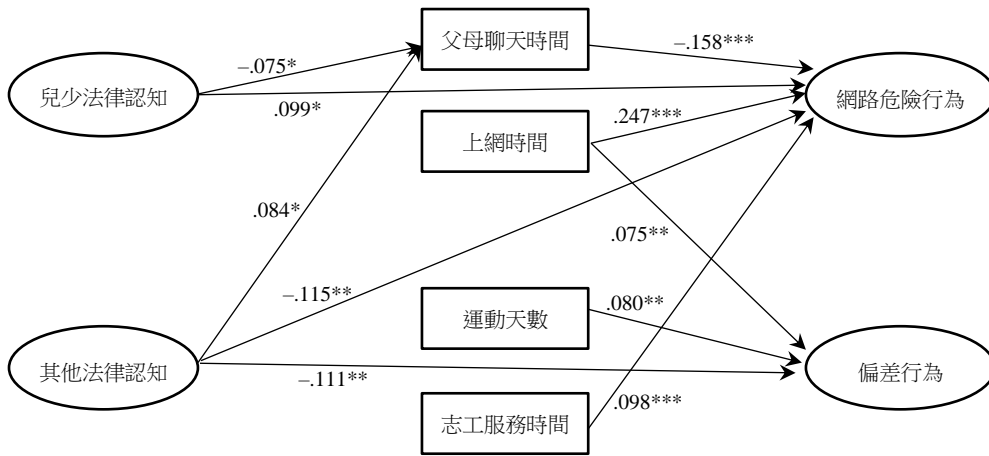 父母聊天時間
–.158***
–.075*
兒少法律認知
.099*
網路危險行為
.247***
上網時間
.084*
.075**
–.115**
運動天數
.080**
其他法律認知
–.111**
偏差行為
.098***
志工服務時間